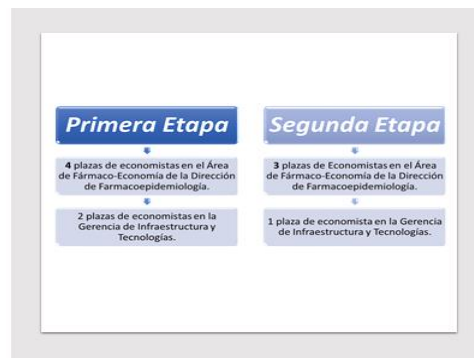 Primera Etapa
4 plazas de economistas en el Área
de Fármaco-Economía de la Dirección
de Farmacoepidemiología.
2 plazas de economistas en la
Gerencia de Infraestructura y
Tecnologías.
Segunda Etapa
3 plazas de Economistas en el Área
de Fármaco-Economía de la Dirección
de Farmacoepidemiología.
1 plaza de economista en la Gerencia
de Infraestructura y Tecnologías.